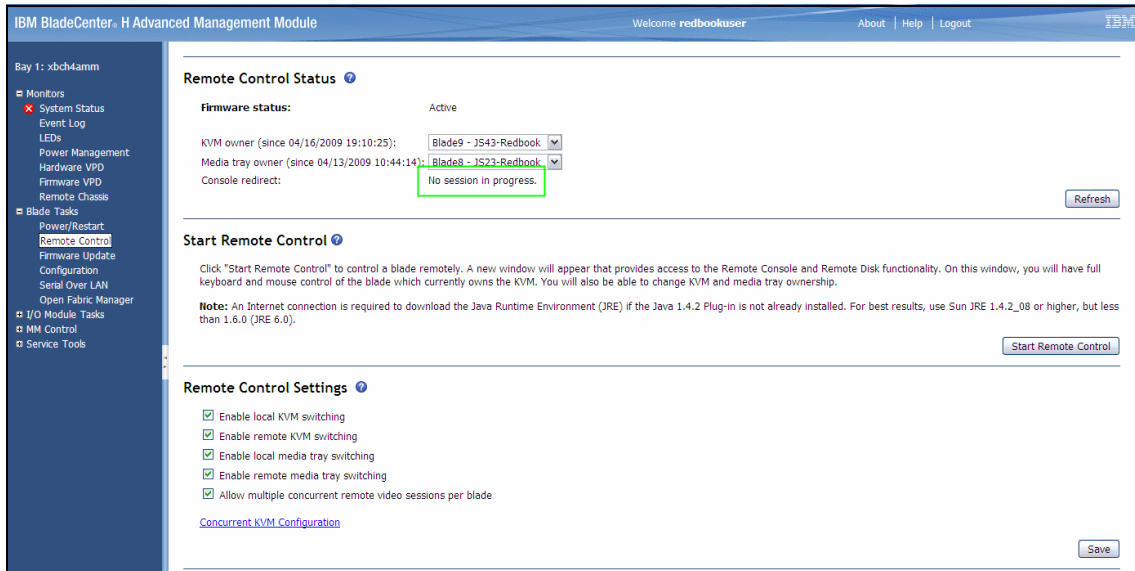 IBM BladeCenter® H Advanced Management Module
Welcome redbookuser
About | Help | Logout
IBM
Bay 1: xbch4amm
Monitors
System Status
Event Log
LEDs
Power Management
Hardware VPD
Firmware VPD
Remote Chassis
Blade Tasks
Power/Restart
Remote Control
Firmware Update
Configuration
Serial Over LAN
Open Fabric Manager
I/O Module Tasks
MM Control
Service Tools
Remote Control Status
Firmware status: Active
KVM owner (since 04/16/2009 19:10:25): Blade9 - JS43-Redbook
Media tray owner (since 04/13/2009 10:44:14): Blade8 - JS23-Redbook
Console redirect: No session in progress.
Refresh
Start Remote Control
Click "Start Remote Control" to control a blade remotely. A new window will appear that provides access to the Remote Console and Remote Disk functionality. On this window, you will have full
keyboard and mouse control of the blade which currently owns the KVM. You will also be able to change KVM and media tray ownership.
Note: An Internet connection is required to download the Java Runtime Environment (JRE) if the Java 1.4.2 Plug-in is not already installed. For best results, use Sun JRE 1.4.2_08 or higher, but less
than 1.6.0 (JRE 6.0).
Start Remote Control
Remote Control Settings
Enable local KVM switching
Enable remote KVM switching
Enable local media tray switching
Enable remote media tray switching
Allow multiple concurrent remote video sessions per blade
Concurrent KVM Configuration
Save